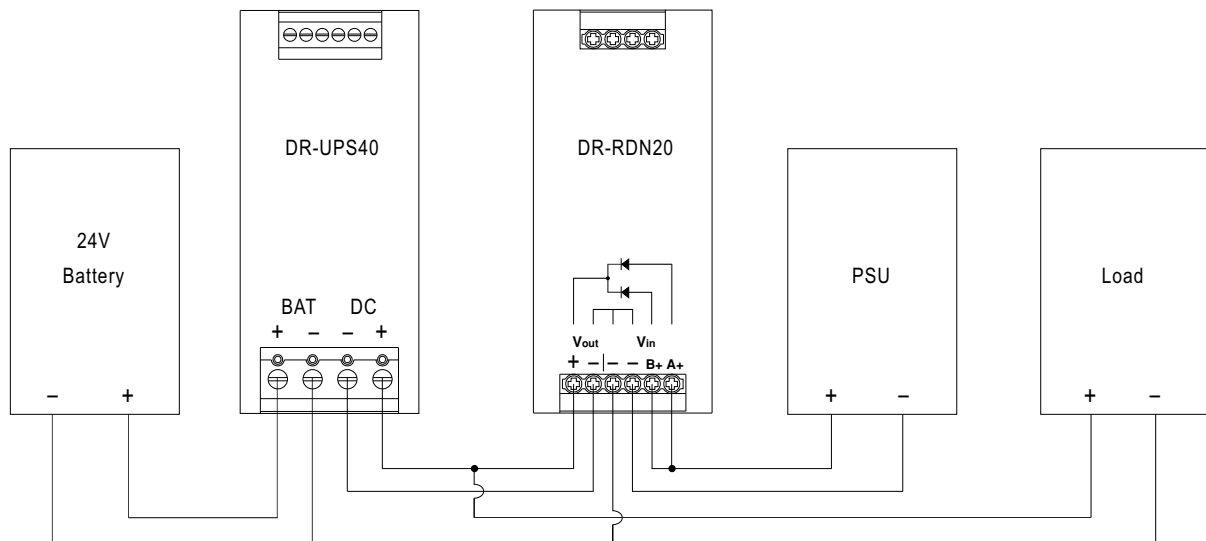 DR-UPS40
DR-RDN20
24V
Battery
PSU
Load
BAT DC
+ − − +
Vout Vin
+ − − − B+ A+
− +
+ −
+ −